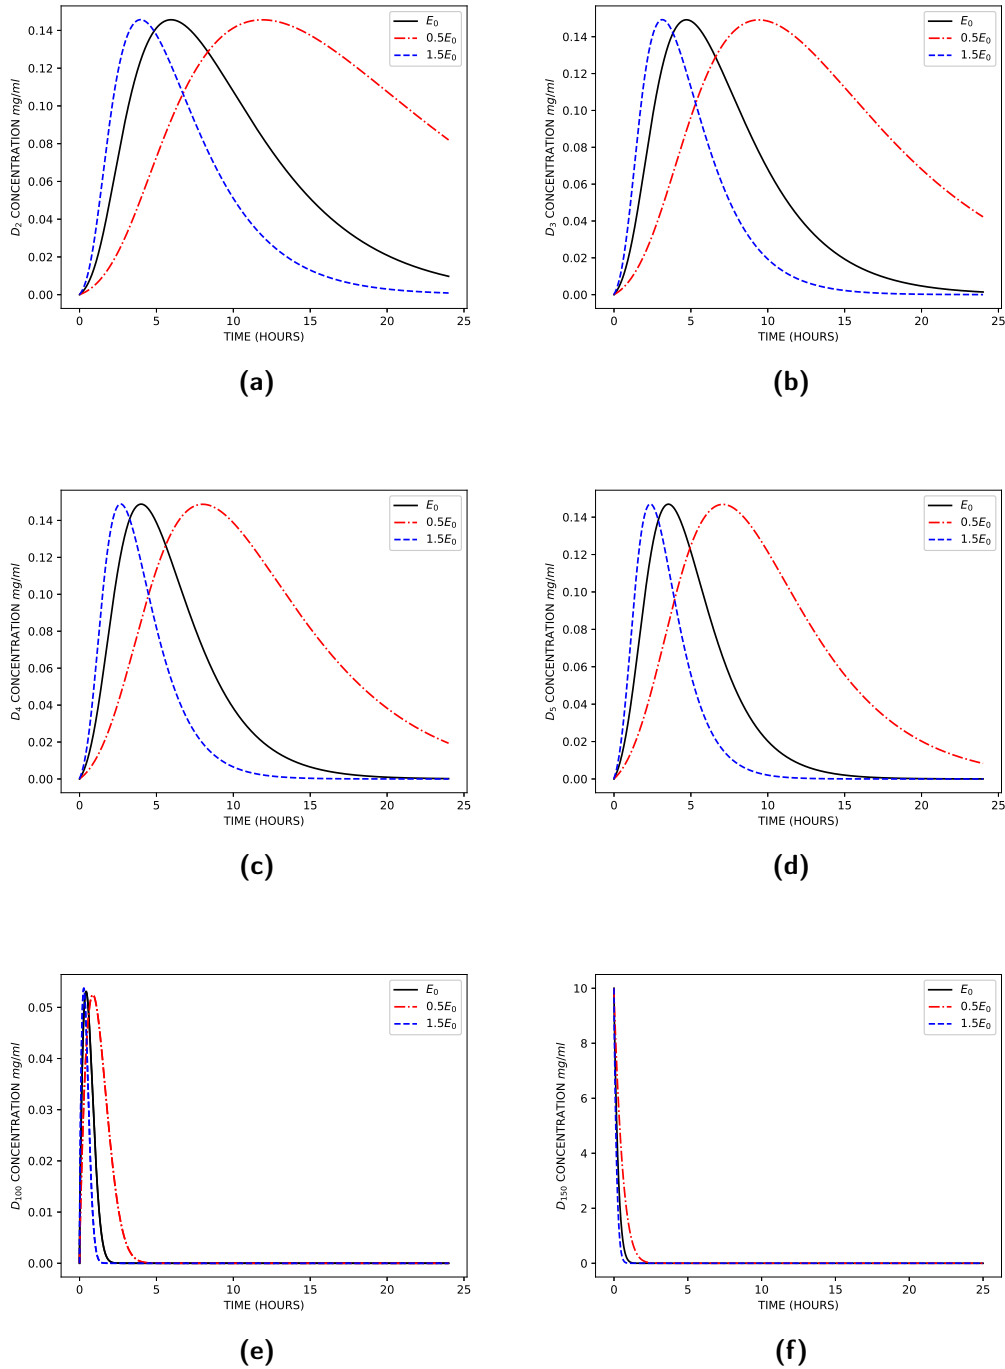 D₂ CONCENTRATION mg/ml
0.14
0.12
0.10
0.08
0.06
0.04
0.02
0.00
E₀
0.5E₀
1.5E₀
0 5 10 15 20 25
TIME (HOURS)
(a)
D₃ CONCENTRATION mg/ml
0.14
0.12
0.10
0.08
0.06
0.04
0.02
0.00
E₀
0.5E₀
1.5E₀
0 5 10 15 20 25
TIME (HOURS)
(b)
D₄ CONCENTRATION mg/ml
0.14
0.12
0.10
0.08
0.06
0.04
0.02
0.00
E₀
0.5E₀
1.5E₀
0 5 10 15 20 25
TIME (HOURS)
(c)
D₅ CONCENTRATION mg/ml
0.14
0.12
0.10
0.08
0.06
0.04
0.02
0.00
E₀
0.5E₀
1.5E₀
0 5 10 15 20 25
TIME (HOURS)
(d)
D₁₀₀ CONCENTRATION mg/ml
0.05
0.04
0.03
0.02
0.01
0.00
E₀
0.5E₀
1.5E₀
0 5 10 15 20 25
TIME (HOURS)
(e)
D₁₅₀ CONCENTRATION mg/ml
10
8
6
4
2
0
E₀
0.5E₀
1.5E₀
0 5 10 15 20 25
TIME (HOURS)
(f)